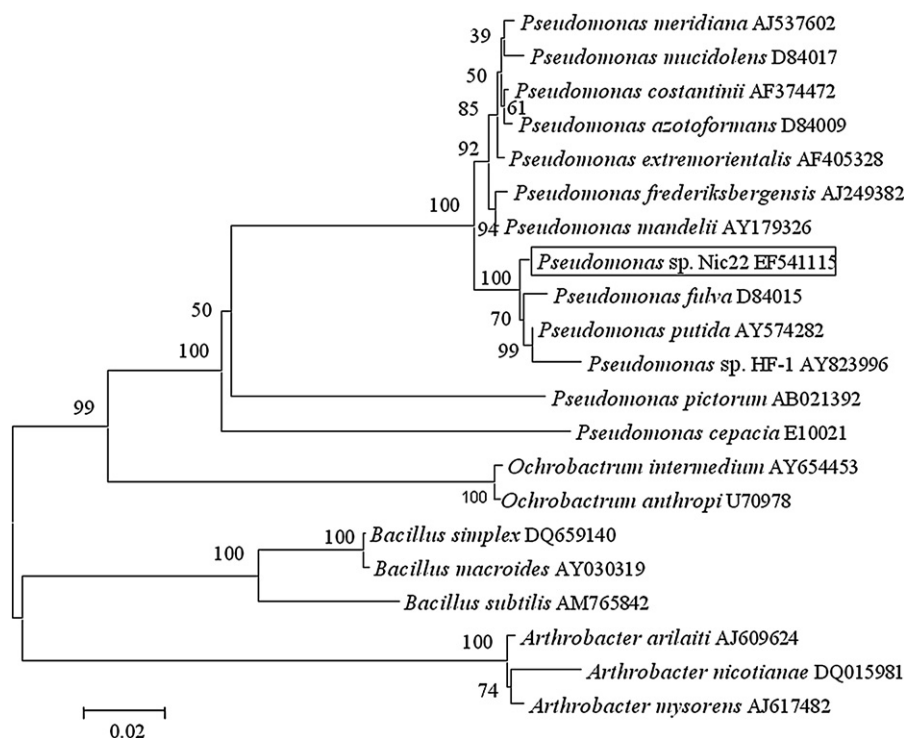 Pseudomonas meridiana AJ537602
39
Pseudomonas mucidolens D84017
50
Pseudomonas costantinii AF374472
85
61
Pseudomonas azotoformans D84009
92
Pseudomonas extremorientalis AF405328
Pseudomonas frederiksbergensis AJ249382
100
94
Pseudomonas mandelii AY179326
Pseudomonas sp. Nic22 EF541115
100
Pseudomonas fulva D84015
50
70
Pseudomonas putida AY574282
99
100
Pseudomonas sp. HF-1 AY823996
Pseudomonas pictorum AB021392
99
Pseudomonas cepacia E10021
Ochrobactrum intermedium AY654453
100
Ochrobactrum anthropi U70978
100
Bacillus simplex DQ659140
100
Bacillus macroides AY030319
Bacillus subtilis AM765842
100
Arthrobacter arilaiti AJ609624
Arthrobacter nicotianae DQ015981
74
Arthrobacter mysorens AJ617482
0.02